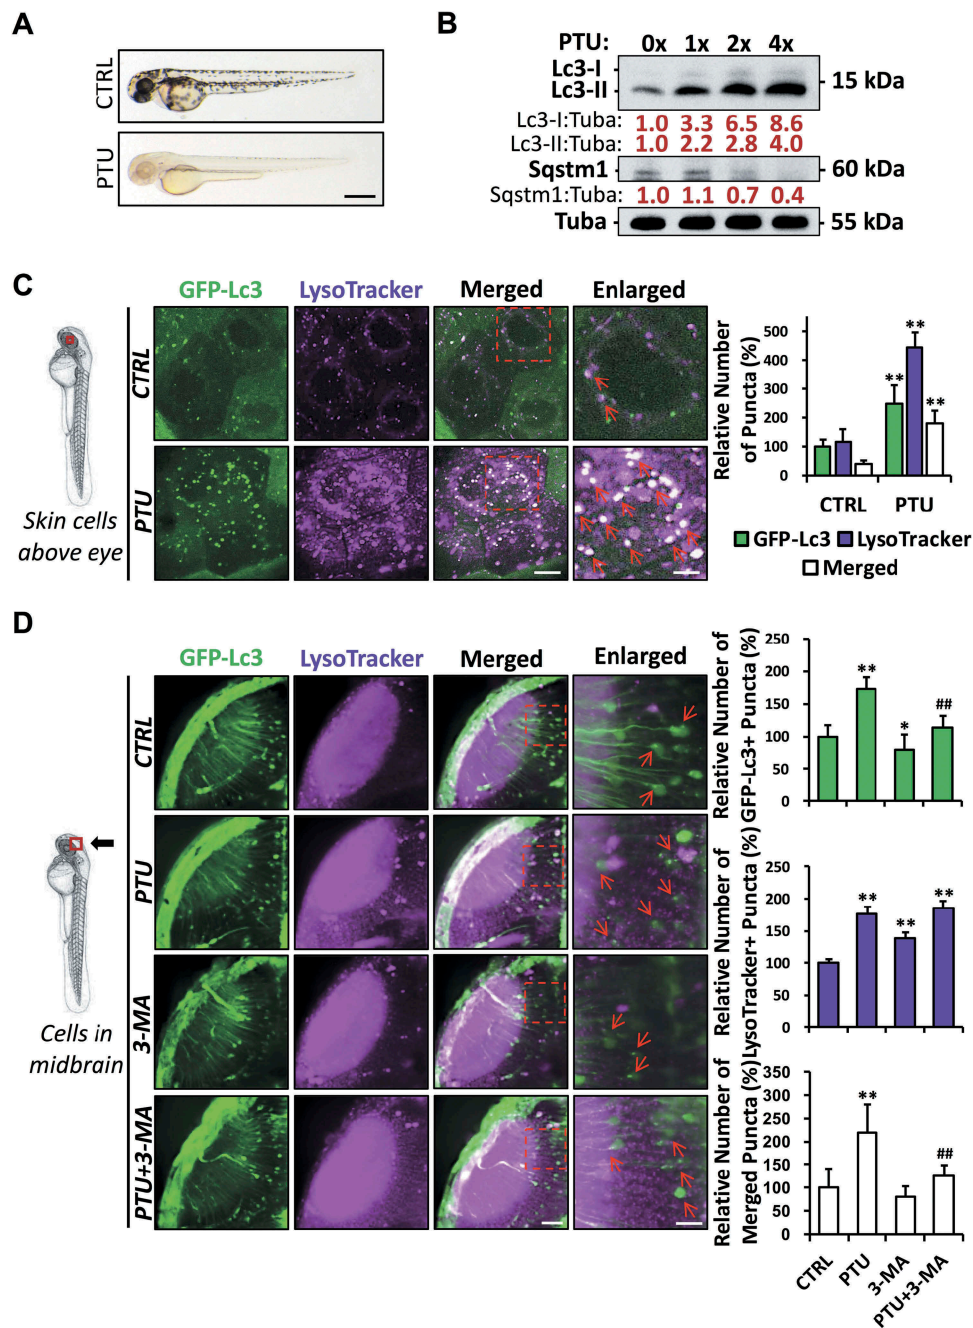 A
CTRL
PTU
B
PTU: 0x 1x 2x 4x
Lc3-I
Lc3-II
15 kDa
Lc3-I:Tuba: 1.0 3.3 6.5 8.6
Lc3-II:Tuba: 1.0 2.2 2.8 4.0
Sqstm1
60 kDa
Sqstm1:Tuba: 1.0 1.1 0.7 0.4
Tuba
55 kDa
C
GFP-Lc3 LysoTracker Merged Enlarged
CTRL
PTU
Skin cells
above eye
Relative Number
of Puncta (%)
500
400
300
200
100
0
** ** **
CTRL PTU
GFP-Lc3 LysoTracker
Merged
D
GFP-Lc3 LysoTracker Merged Enlarged
CTRL
PTU
3-MA
PTU+3-MA
Cells in
midbrain
Relative Number of
GFP-Lc3+ Puncta (%)
250
200
150
100
50
0
** * ##
Relative Number of
LysoTracker+ Puncta (%)
250
200
150
100
50
0
** ** **
Relative Number of
Merged Puncta (%)
350
300
250
200
150
100
50
0
** ##
CTRL
PTU
3-MA
PTU+3-MA